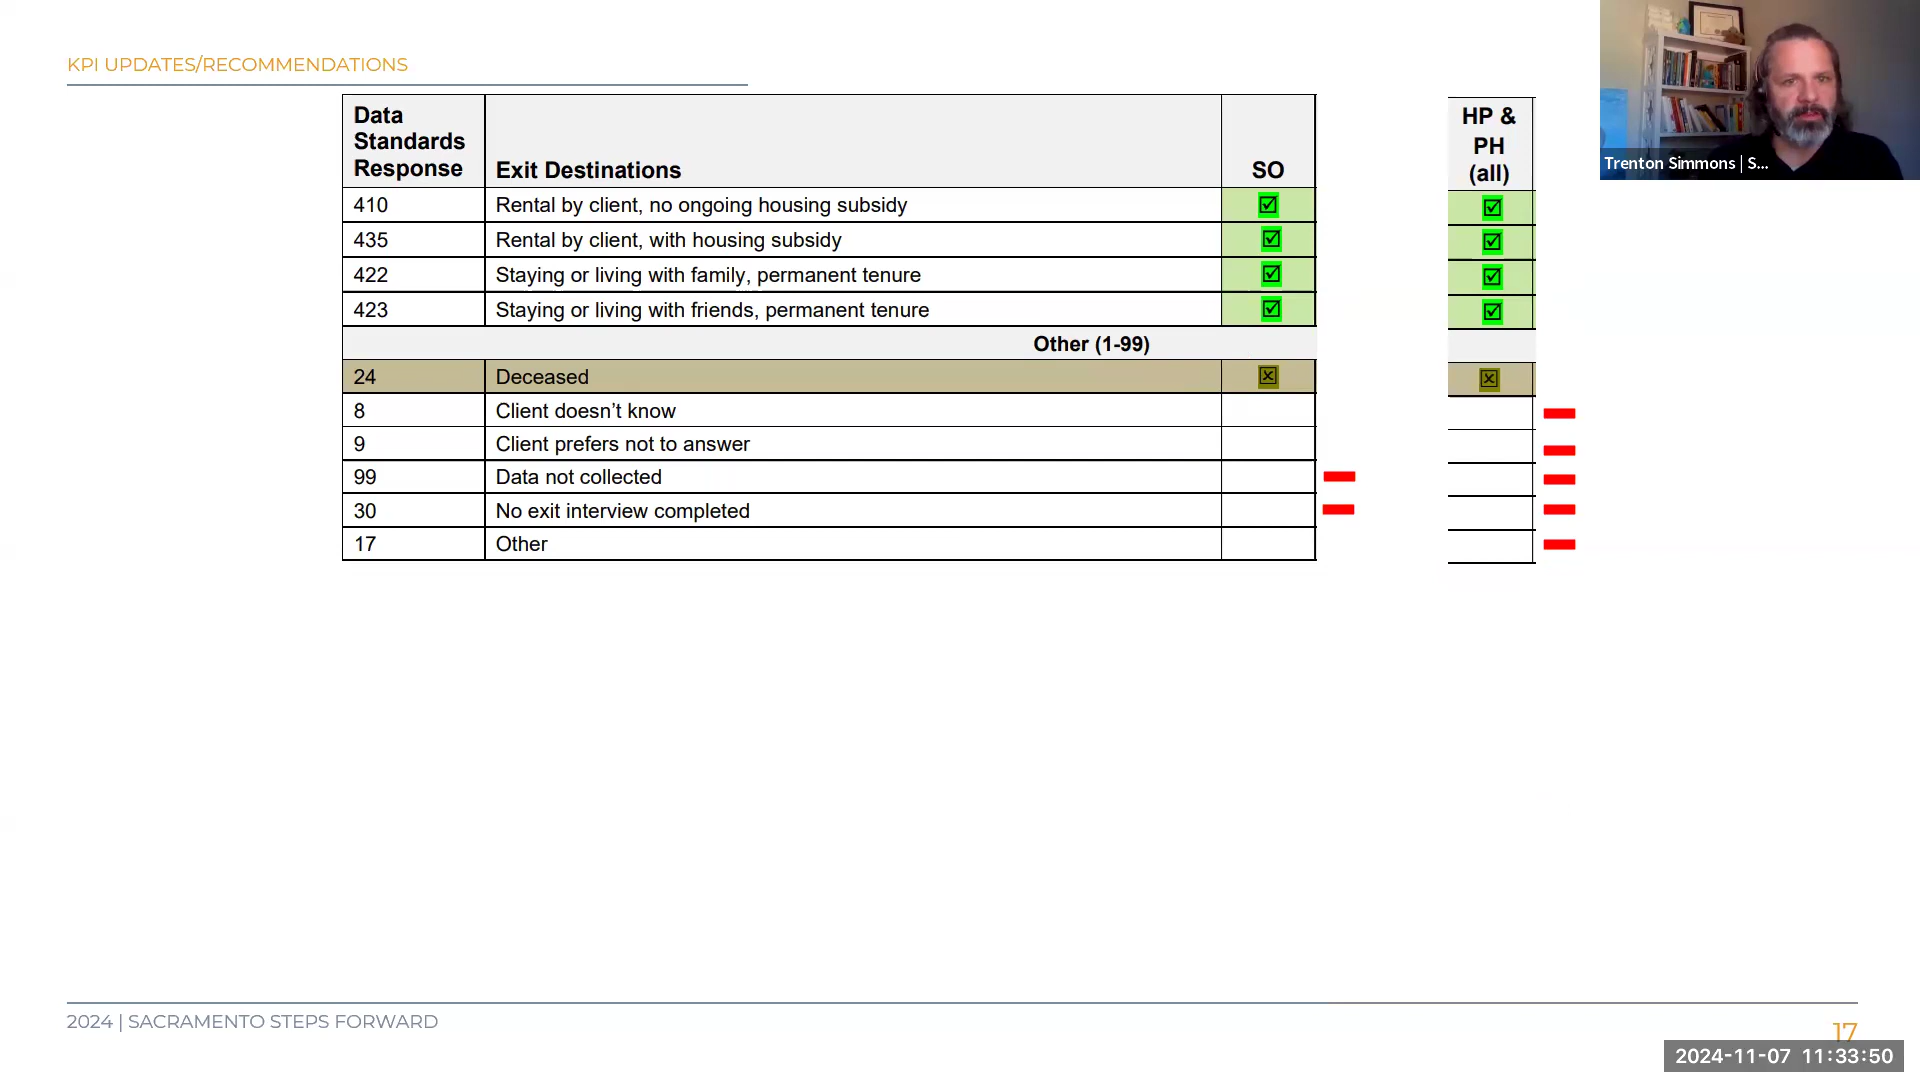 KPI UPDATES/RECOMMENDATIONS
Data Standards Response Exit Destinations SO HP & PH (all)
410 Rental by client, no ongoing housing subsidy ☑ ☑
435 Rental by client, with housing subsidy ☑ ☑
422 Staying or living with family, permanent tenure ☑ ☑
423 Staying or living with friends, permanent tenure ☑ ☑
Other (1-99)
24 Deceased ☒ ☒
8 Client doesn’t know
9 Client prefers not to answer
99 Data not collected
30 No exit interview completed
17 Other
Trenton Simmons | S...
2024 | SACRAMENTO STEPS FORWARD
17
2024-11-07 11:33:50